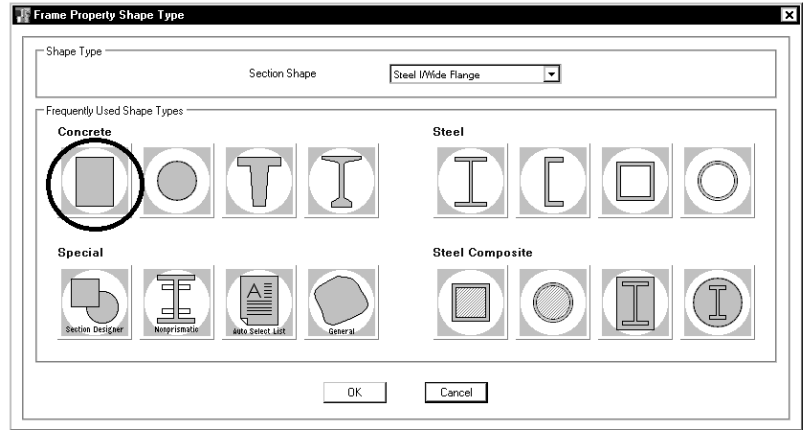 Frame Property Shape Type
Shape Type
Section Shape
Steel I/Wide Flange
Frequently Used Shape Types
Concrete
Steel
Special
Steel Composite
Section Designer
Nonprismatic
Auto Select List
General
OK
Cancel